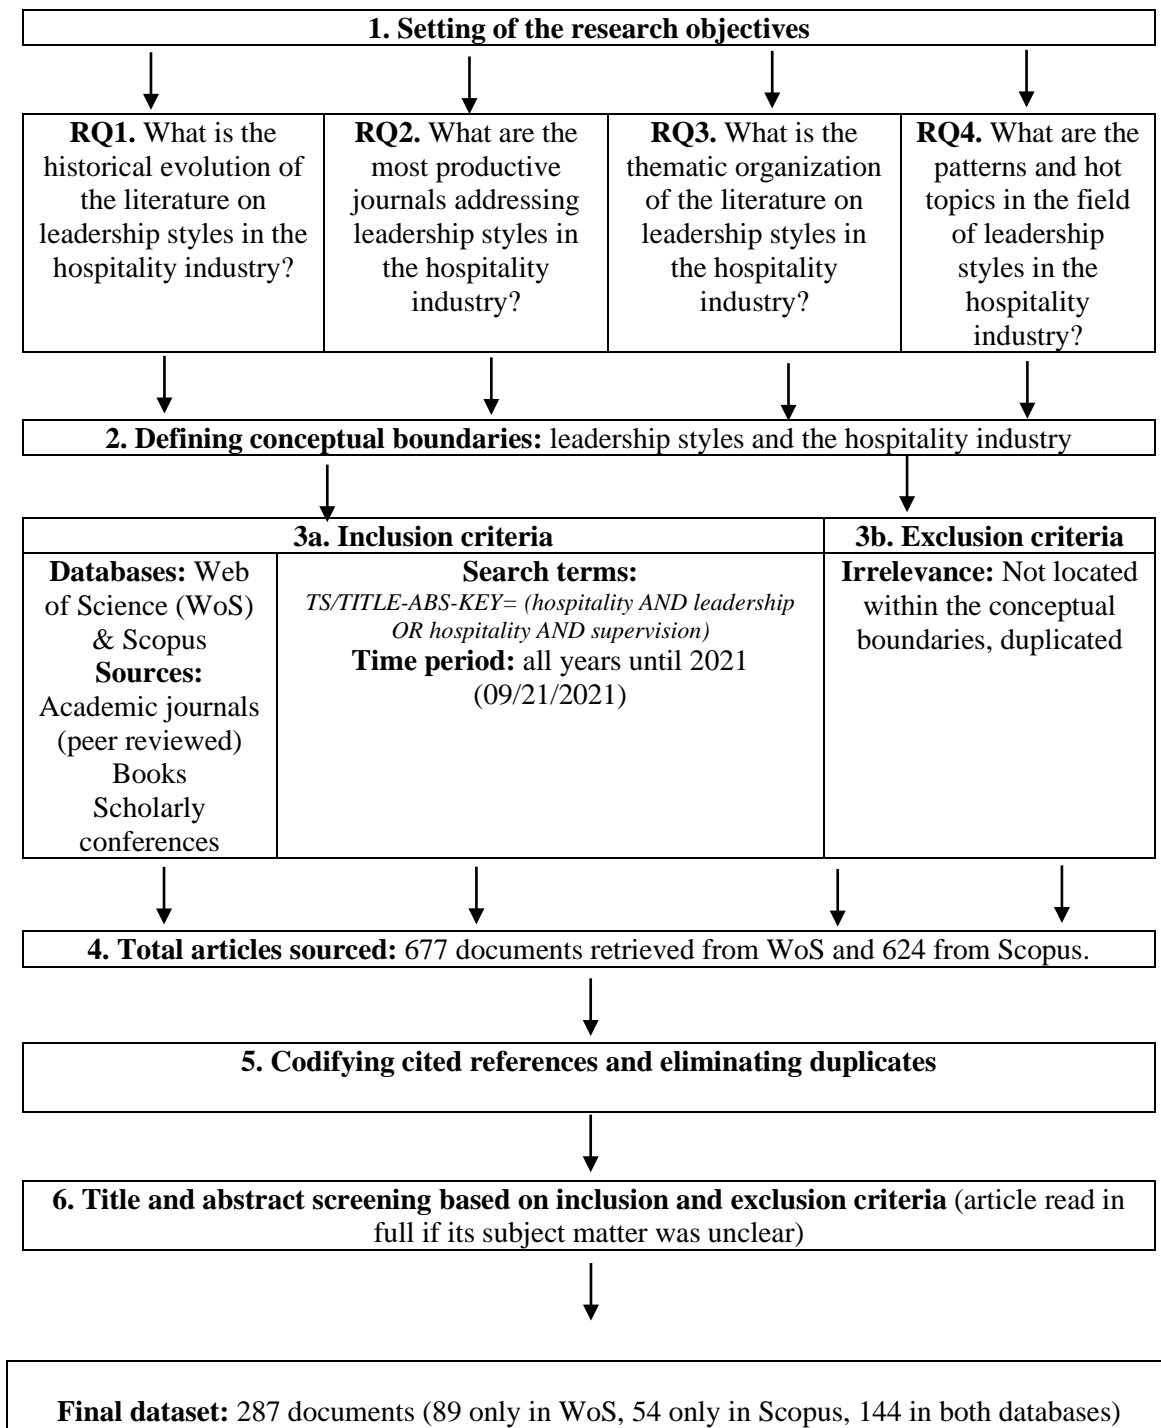 1. Setting of the research objectives
RQ1. What is the
historical evolution of
the literature on
leadership styles in the
hospitality industry?
RQ2. What are the
most productive
journals addressing
leadership styles in
the hospitality
industry?
RQ3. What is the
thematic organization
of the literature on
leadership styles in
the hospitality
industry?
RQ4. What are the
patterns and hot
topics in the field
of leadership
styles in the
hospitality
industry?
2. Defining conceptual boundaries: leadership styles and the hospitality industry
3a. Inclusion criteria
Databases: Web
of Science (WoS)
& Scopus
Sources:
Academic journals
(peer reviewed)
Books
Scholarly
conferences
Search terms:
TS/TITLE-ABS-KEY= (hospitality AND leadership
OR hospitality AND supervision)
Time period: all years until 2021
(09/21/2021)
3b. Exclusion criteria
Irrelevance: Not located
within the conceptual
boundaries, duplicated
4. Total articles sourced: 677 documents retrieved from WoS and 624 from Scopus.
5. Codifying cited references and eliminating duplicates
6. Title and abstract screening based on inclusion and exclusion criteria (article read in
full if its subject matter was unclear)
Final dataset: 287 documents (89 only in WoS, 54 only in Scopus, 144 in both databases)